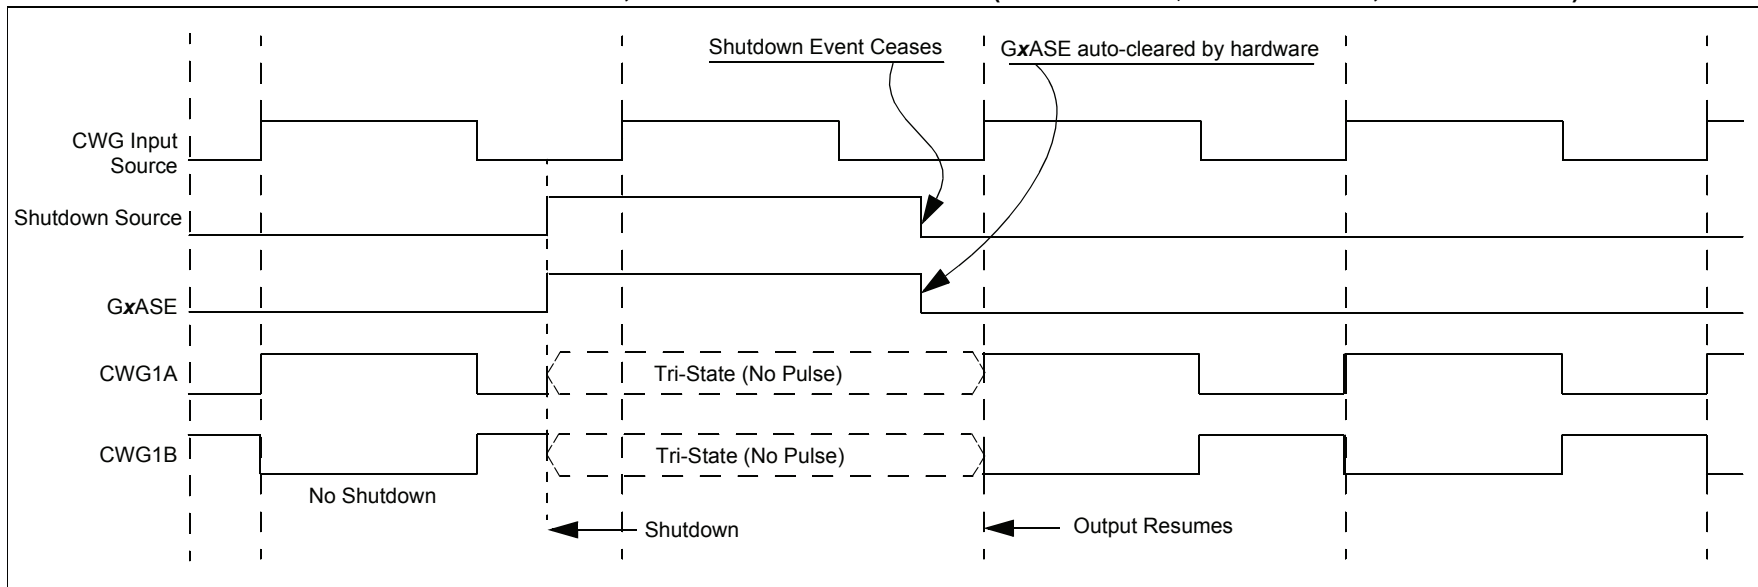 Shutdown Event Ceases
GxASE auto-cleared by hardware
CWG Input
Source
Shutdown Source
GxASE
CWG1A
Tri-State (No Pulse)
CWG1B
Tri-State (No Pulse)
No Shutdown
Shutdown
Output Resumes